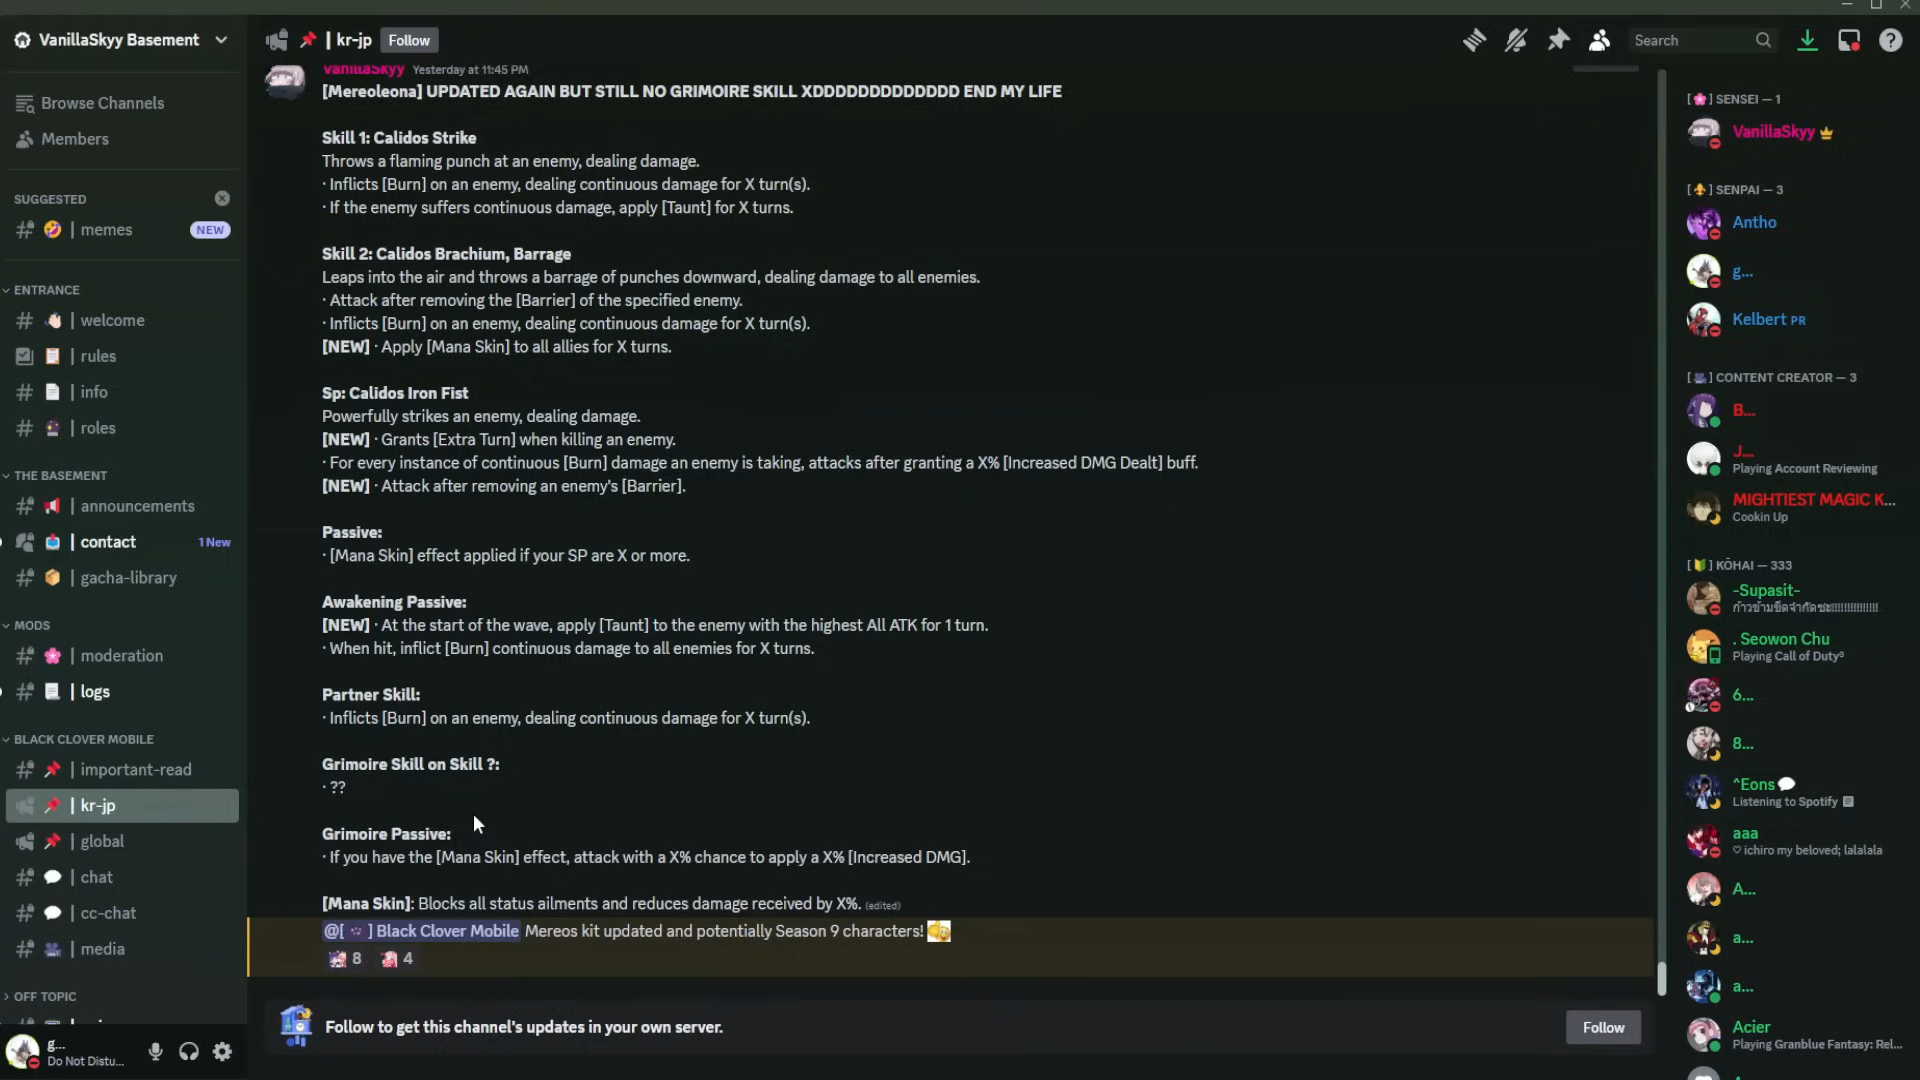 VanillaSkyy Basement
Browse Channels
Members
SUGGESTED
| memes
NEW
ENTRANCE
| welcome
| rules
| info
| roles
THE BASEMENT
| announcements
| contact
1 New
| gacha-library
MODS
| moderation
| logs
BLACK CLOVER MOBILE
| important-read
| kr-jp
| global
| chat
| cc-chat
| media
OFF TOPIC
g...
Do Not Distu...
| kr-jp
Follow
Search
VanillaSkyy Yesterday at 11:45 PM
[Mereoleona] UPDATED AGAIN BUT STILL NO GRIMOIRE SKILL XDDDDDDDDDDDDD END MY LIFE
Skill 1: Calidos Strike
Throws a flaming punch at an enemy, dealing damage.
· Inflicts [Burn] on an enemy, dealing continuous damage for X turn(s).
· If the enemy suffers continuous damage, apply [Taunt] for X turns.
Skill 2: Calidos Brachium, Barrage
Leaps into the air and throws a barrage of punches downward, dealing damage to all enemies.
· Attack after removing the [Barrier] of the specified enemy.
· Inflicts [Burn] on an enemy, dealing continuous damage for X turn(s).
[NEW] · Apply [Mana Skin] to all allies for X turns.
Sp: Calidos Iron Fist
Powerfully strikes an enemy, dealing damage.
[NEW] · Grants [Extra Turn] when killing an enemy.
· For every instance of continuous [Burn] damage an enemy is taking, attacks after granting a X% [Increased DMG Dealt] buff.
[NEW] · Attack after removing an enemy's [Barrier].
Passive:
· [Mana Skin] effect applied if your SP are X or more.
Awakening Passive:
[NEW] · At the start of the wave, apply [Taunt] to the enemy with the highest All ATK for 1 turn.
· When hit, inflict [Burn] continuous damage to all enemies for X turns.
Partner Skill:
· Inflicts [Burn] on an enemy, dealing continuous damage for X turn(s).
Grimoire Skill on Skill ?:
· ??
Grimoire Passive:
· If you have the [Mana Skin] effect, attack with a X% chance to apply a X% [Increased DMG].
[Mana Skin]: Blocks all status ailments and reduces damage received by X%. (edited)
@[ ] Black Clover Mobile Mereos kit updated and potentially Season 9 characters!
8 4
Follow to get this channel's updates in your own server.
Follow
[ ] SENSEI — 1
VanillaSkyy
[ ] SENPAI — 3
Antho
g...
Kelbert PR
[ ] CONTENT CREATOR — 3
B...
J...
Playing Account Reviewing
MIGHTIEST MAGIC K...
Cookin Up
[ ] KŌHAI — 333
-Supasit-
. Seowon Chu
Playing Call of Duty®
6...
8...
^Eons
Listening to Spotify
aaa
♡ ichiro my beloved; lalalala
A...
a...
a...
Acier
Playing Granblue Fantasy: Rel...